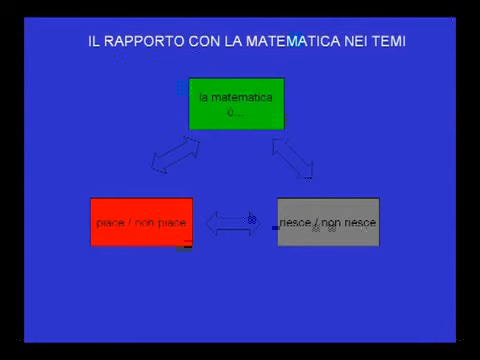 IL RAPPORTO CON LA MATEMATICA NEI TEMI
la matematica
è...
piace / non piace
riesce / non riesce